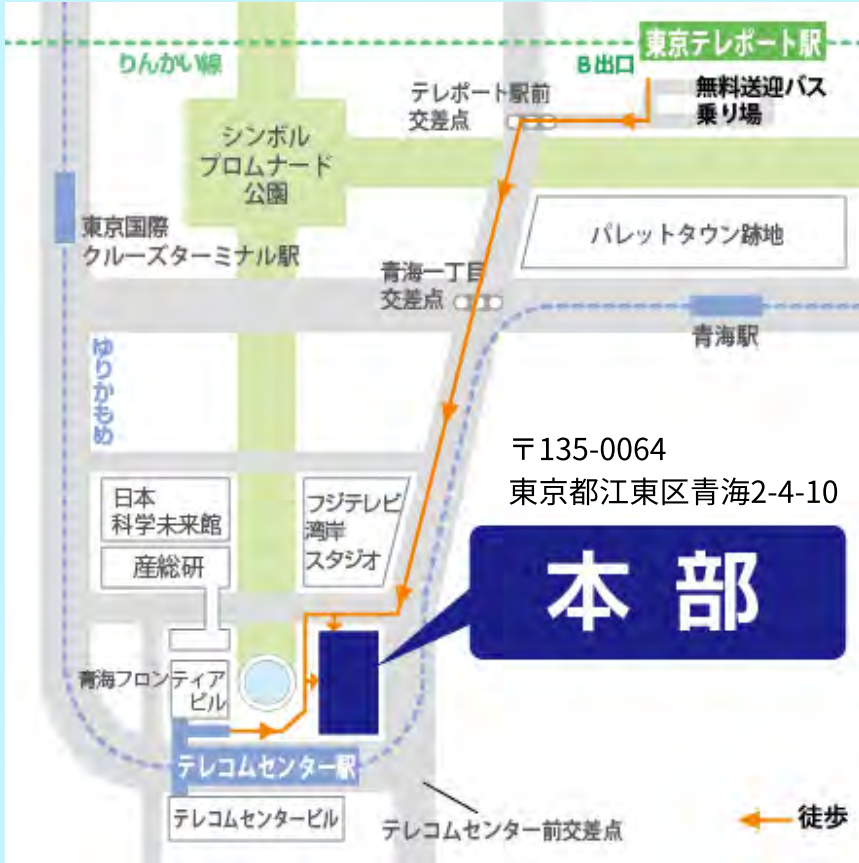 東京テレポート駅
りんかい線
B出口
無料送迎バス
乗り場
テレポート駅前
交差点
シンボル
プロムナード
公園
東京国際
クルーズターミナル駅
パレットタウン跡地
青海一丁目
交差点
青海駅
ゆりかもめ
〒135-0064
東京都江東区青海2-4-10
本部
日本
科学未来館
産総研
フジテレビ
湾岸
スタジオ
青海フロンティア
ビル
テレコムセンター駅
テレコムセンタービル
テレコムセンター前交差点
徒歩